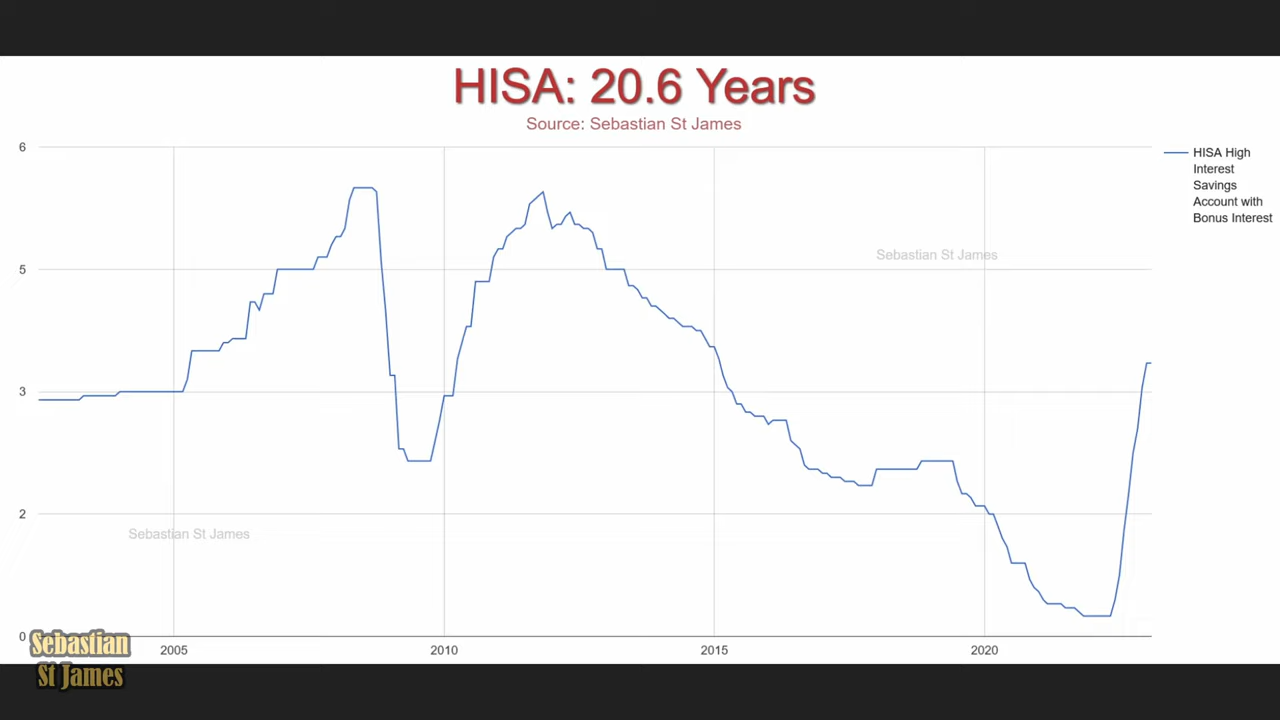 HISA: 20.6 Years
Source: Sebastian St James
6
5
3
2
0
2005
2010
2015
2020
HISA High
Interest
Savings
Account with
Bonus Interest
Sebastian St James
Sebastian St James
Sebastian
St James